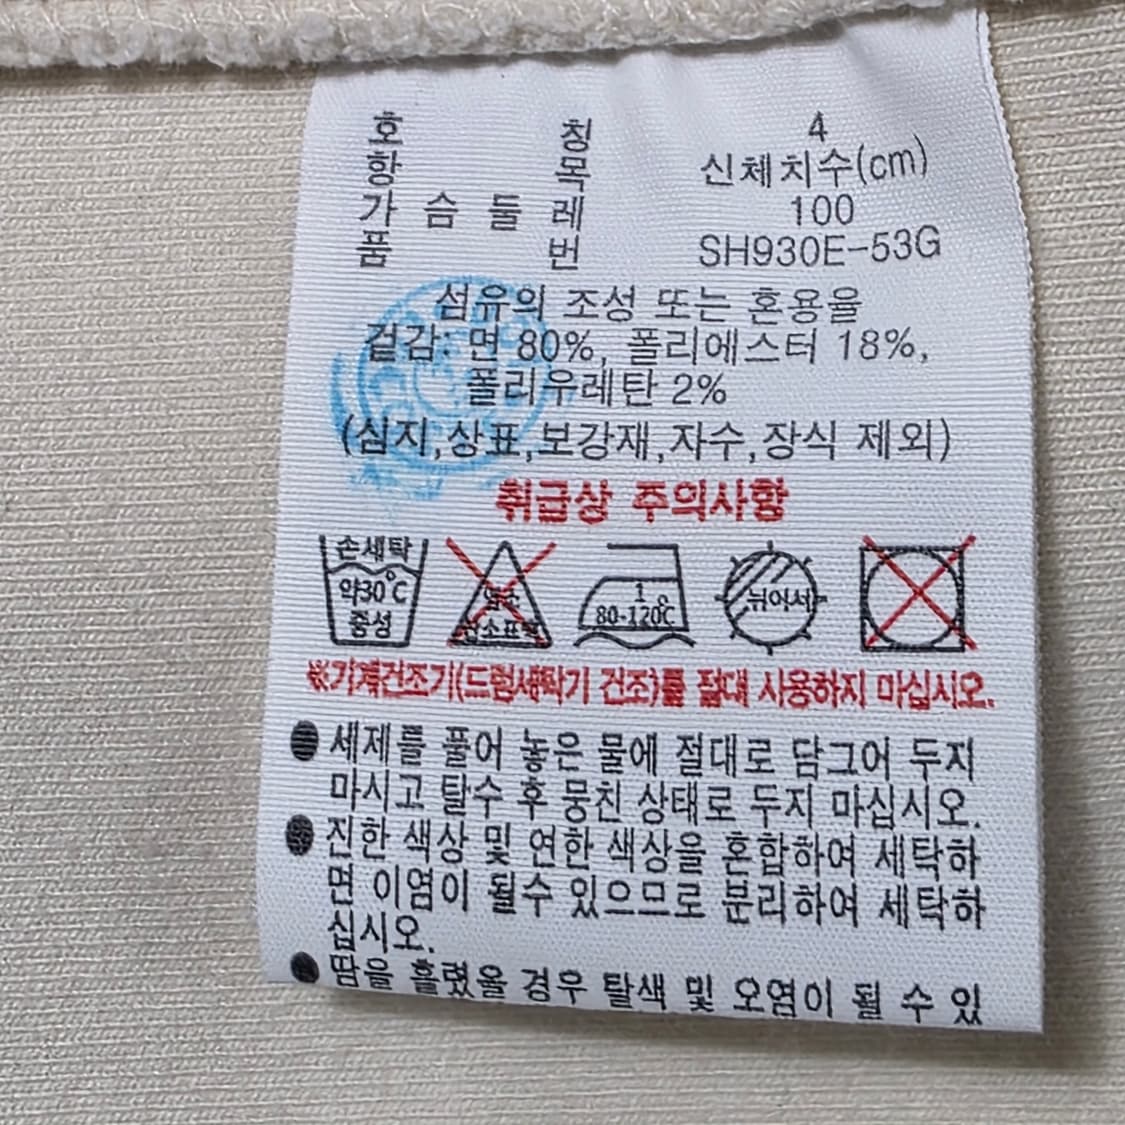 호 칭 4
항 목 신체치수(cm)
가 슴 둘 레 100
품 번 SH930E-53G
섬유의 조성 또는 혼용율
겉감: 면 80%, 폴리에스터 18%,
폴리우레탄 2%
(심지,상표,보강재,자수,장식 제외)
취급상 주의사항
손세탁
약30℃
중성
염소
산소표백
1
80-120℃
뉘어서
※기계건조기(드럼세탁기 건조)를 절대 사용하지 마십시오.
● 세제를 풀어 놓은 물에 절대로 담그어 두지
마시고 탈수 후 뭉친 상태로 두지 마십시오.
● 진한 색상 및 연한 색상을 혼합하여 세탁하
면 이염이 될수 있으므로 분리하여 세탁하
십시오.
● 땀을 흘렸을 경우 탈색 및 오염이 될 수 있